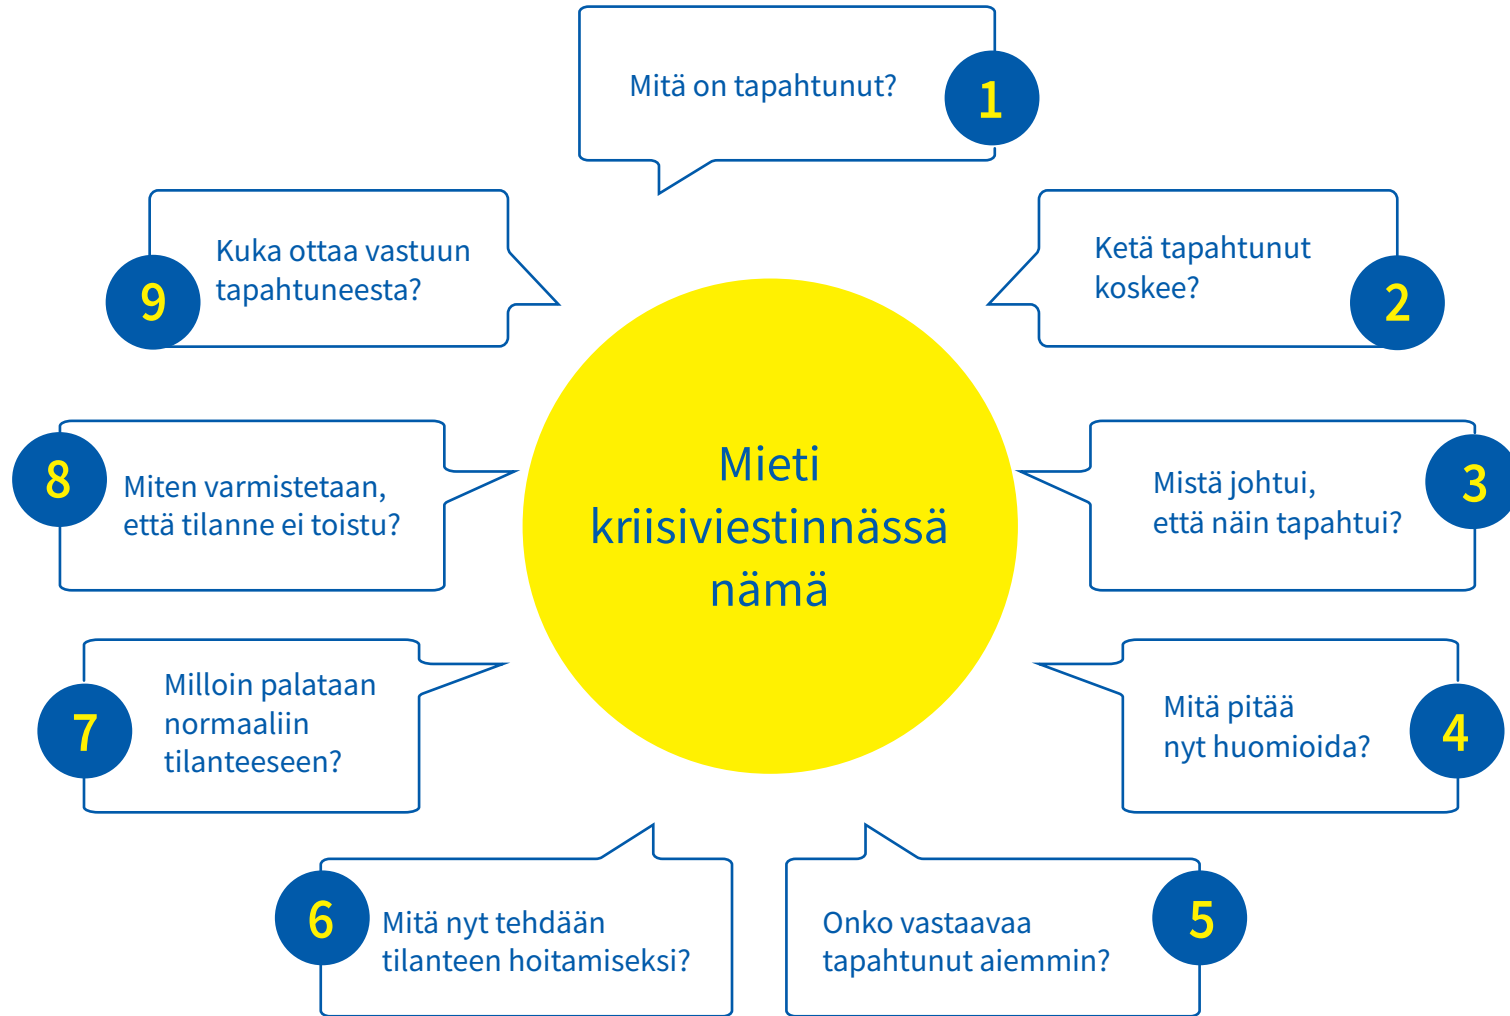 Mitä on tapahtunut?
1
Ketä tapahtunut
koskee?
2
Mistä johtui,
että näin tapahtui?
3
Mitä pitää
nyt huomioida?
4
Onko vastaavaa
tapahtunut aiemmin?
5
Mitä nyt tehdään
tilanteen hoitamiseksi?
6
Milloin palataan
normaaliin
tilanteeseen?
7
Miten varmistetaan,
että tilanne ei toistu?
8
Kuka ottaa vastuun
tapahtuneesta?
9
Mieti
kriisiviestinnässä
nämä